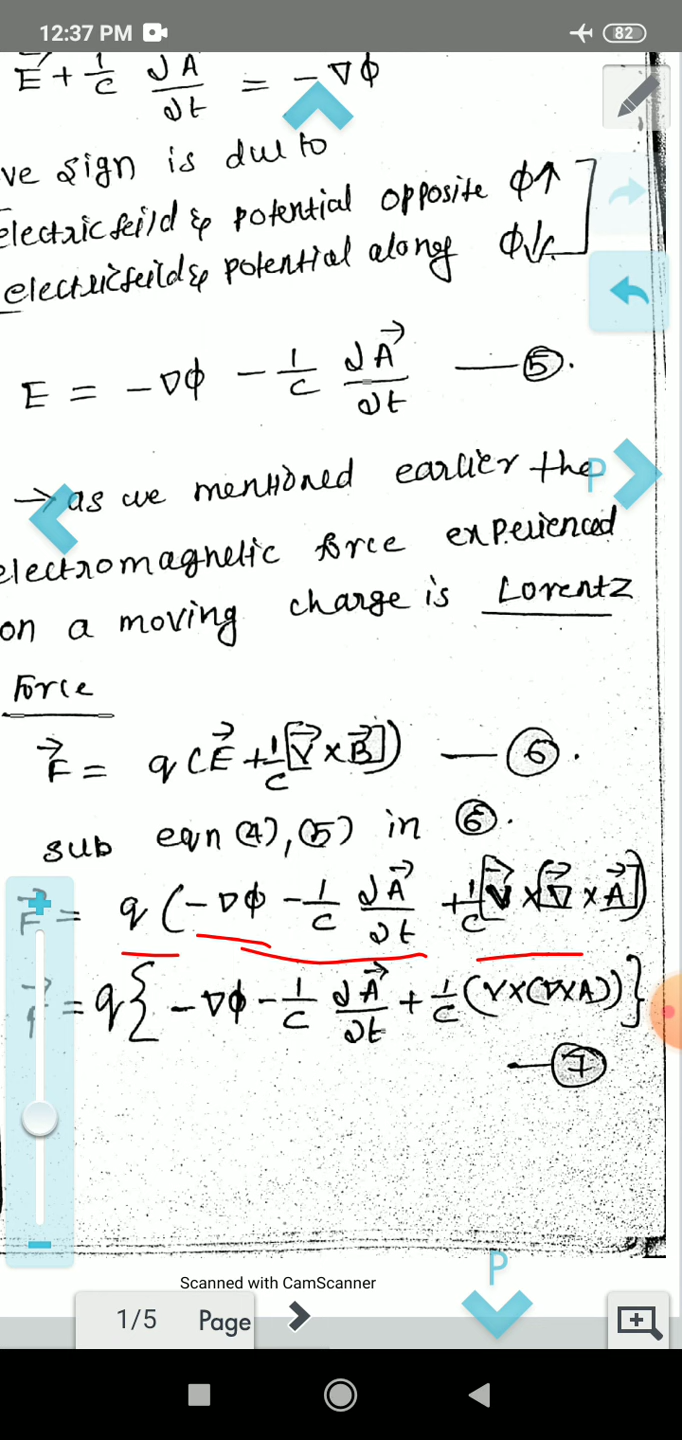 12:37 PM 82
E + 1/c ∂A/∂t = -∇ϕ
ve sign is due to
electric feild & potential opposite ϕ↑
electricfeild & potential along ϕ↓
E = -∇ϕ - 1/c ∂A⃗/∂t — ⑤.
→ as we mentioned earlier the
P
electromagnetic force experienced
on a moving charge is Lorentz
Force
F⃗ = q(E⃗ + 1/c[V⃗ × B⃗]) — ⑥.
sub eqn (4), (5) in ⑥.
F⃗ = q(-∇ϕ - 1/c ∂A⃗/∂t + 1/c[V⃗ × (∇⃗ × A⃗])
F⃗ = q{-∇ϕ - 1/c ∂A⃗/∂t + 1/c (V×(∇×A))}
— ⑦
Scanned with CamScanner
P
1/5 Page